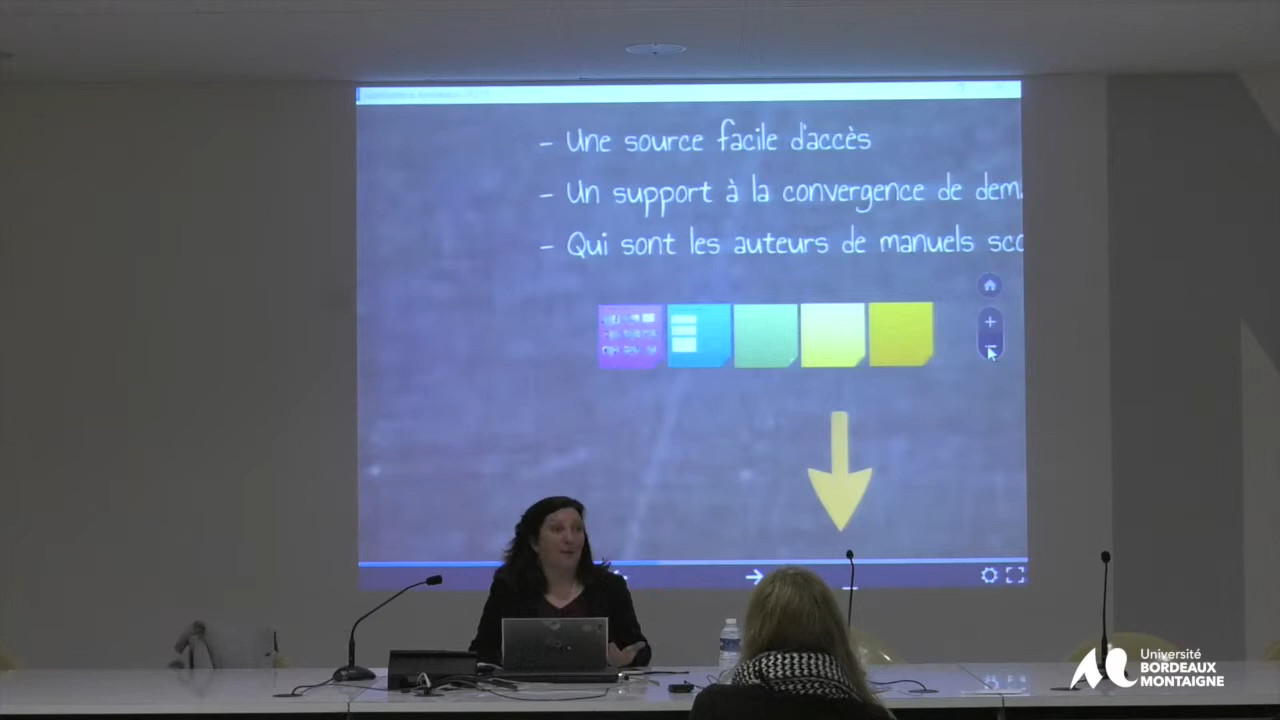 - Une source facile d'accès
- Un support à la convergence de dem
- Qui sont les auteurs de manuels sco
Université
BORDEAUX
MONTAIGNE